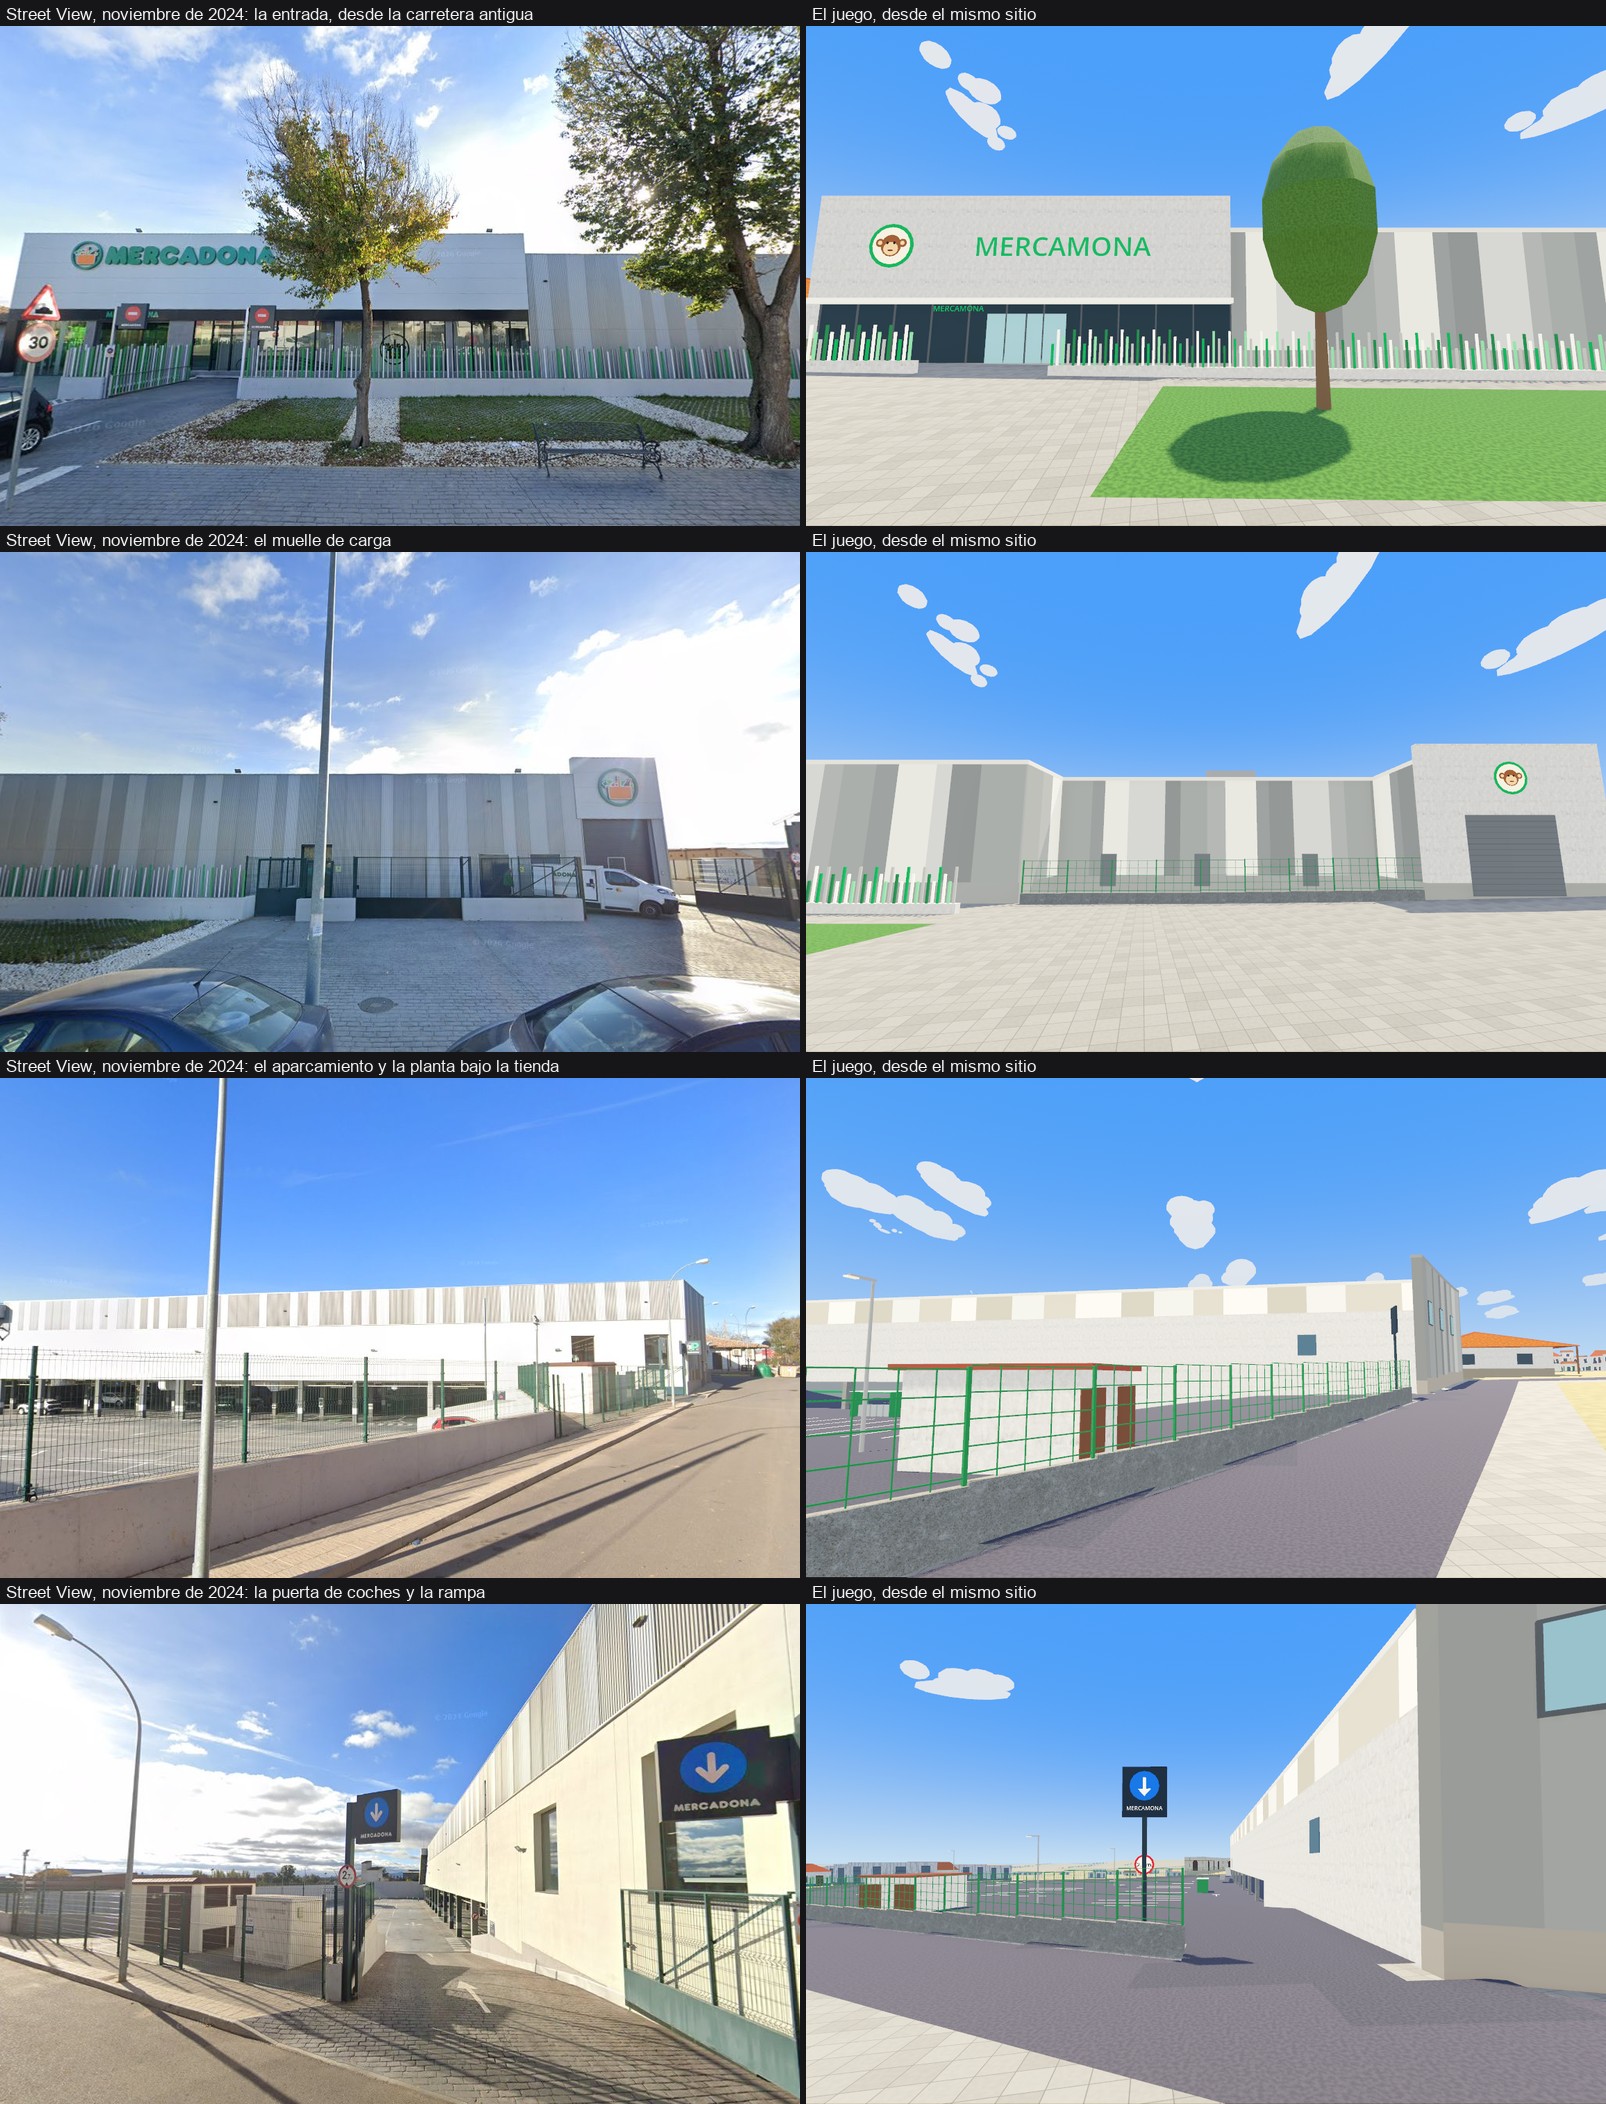 Street View, noviembre de 2024: la entrada, desde la carretera antigua
El juego, desde el mismo sitio
MERCADONA
30
MERCAMONA
MERCAMONA
Street View, noviembre de 2024: el muelle de carga
El juego, desde el mismo sitio
Street View, noviembre de 2024: el aparcamiento y la planta bajo la tienda
El juego, desde el mismo sitio
Street View, noviembre de 2024: la puerta de coches y la rampa
El juego, desde el mismo sitio
MERCADONA
MERCADONA
MERCAMONA